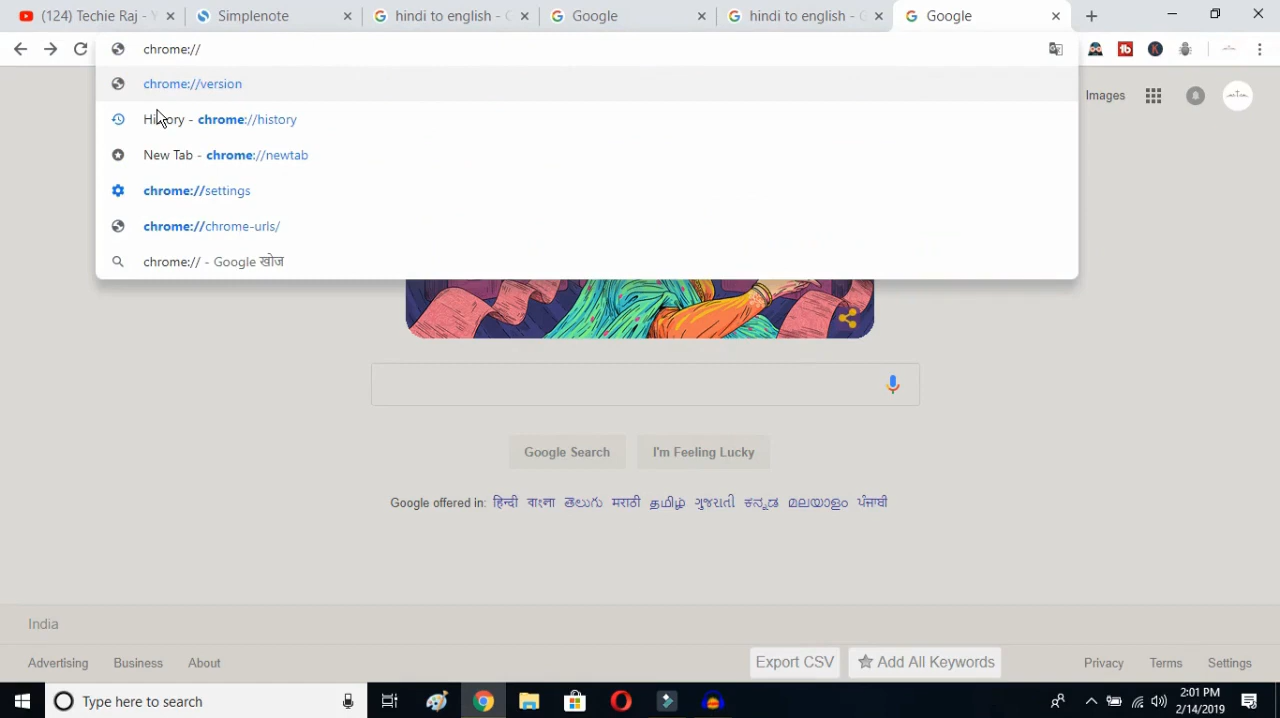 (124) Techie Raj - Y
Simplenote
hindi to english - G
Google
hindi to english - G
Google
chrome://
chrome://version
History - chrome://history
New Tab - chrome://newtab
chrome://settings
chrome://chrome-urls/
chrome:// - Google खोज
Images
Google Search
I'm Feeling Lucky
Google offered in: हिन्दी বাংলা తెలుగు मराठी தமிழ் ગુજરાતી ಕನ್ನಡ മലയാളം ਪੰਜਾਬੀ
India
Advertising Business About
Export CSV
Add All Keywords
Privacy Terms Settings
Type here to search
2:01 PM
2/14/2019